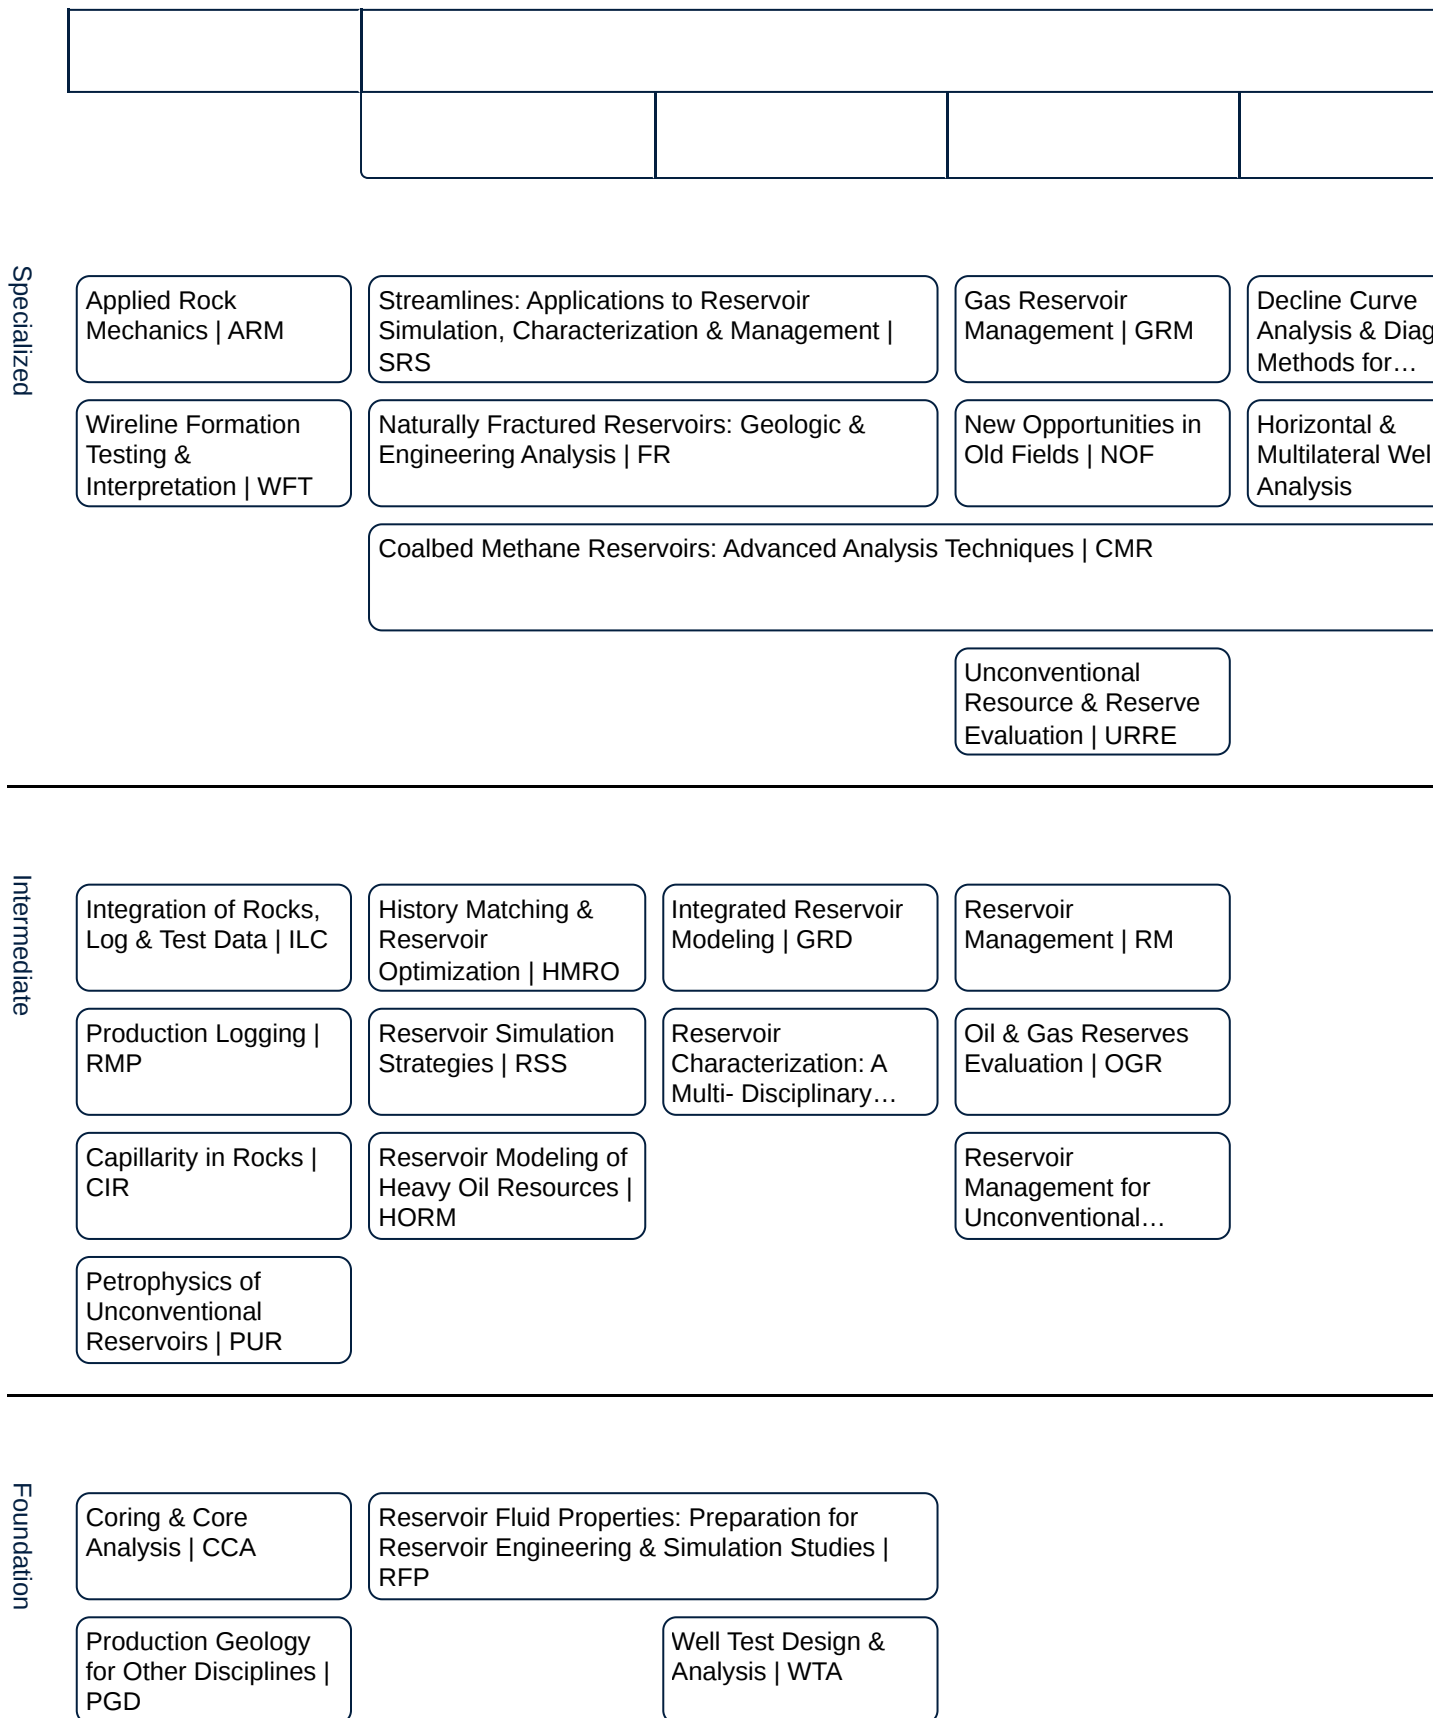 Specialized
Applied Rock
Mechanics | ARM
Streamlines: Applications to Reservoir
Simulation, Characterization & Management |
SRS
Gas Reservoir
Management | GRM
Decline Curve
Analysis & Diag
Methods for…
Wireline Formation
Testing &
Interpretation | WFT
Naturally Fractured Reservoirs: Geologic &
Engineering Analysis | FR
New Opportunities in
Old Fields | NOF
Horizontal &
Multilateral Wel
Analysis
Coalbed Methane Reservoirs: Advanced Analysis Techniques | CMR
Unconventional
Resource & Reserve
Evaluation | URRE
Intermediate
Integration of Rocks,
Log & Test Data | ILC
History Matching &
Reservoir
Optimization | HMRO
Integrated Reservoir
Modeling | GRD
Reservoir
Management | RM
Production Logging |
RMP
Reservoir Simulation
Strategies | RSS
Reservoir
Characterization: A
Multi- Disciplinary…
Oil & Gas Reserves
Evaluation | OGR
Capillarity in Rocks |
CIR
Reservoir Modeling of
Heavy Oil Resources |
HORM
Reservoir
Management for
Unconventional…
Petrophysics of
Unconventional
Reservoirs | PUR
Foundation
Coring & Core
Analysis | CCA
Reservoir Fluid Properties: Preparation for
Reservoir Engineering & Simulation Studies |
RFP
Production Geology
for Other Disciplines |
PGD
Well Test Design &
Analysis | WTA